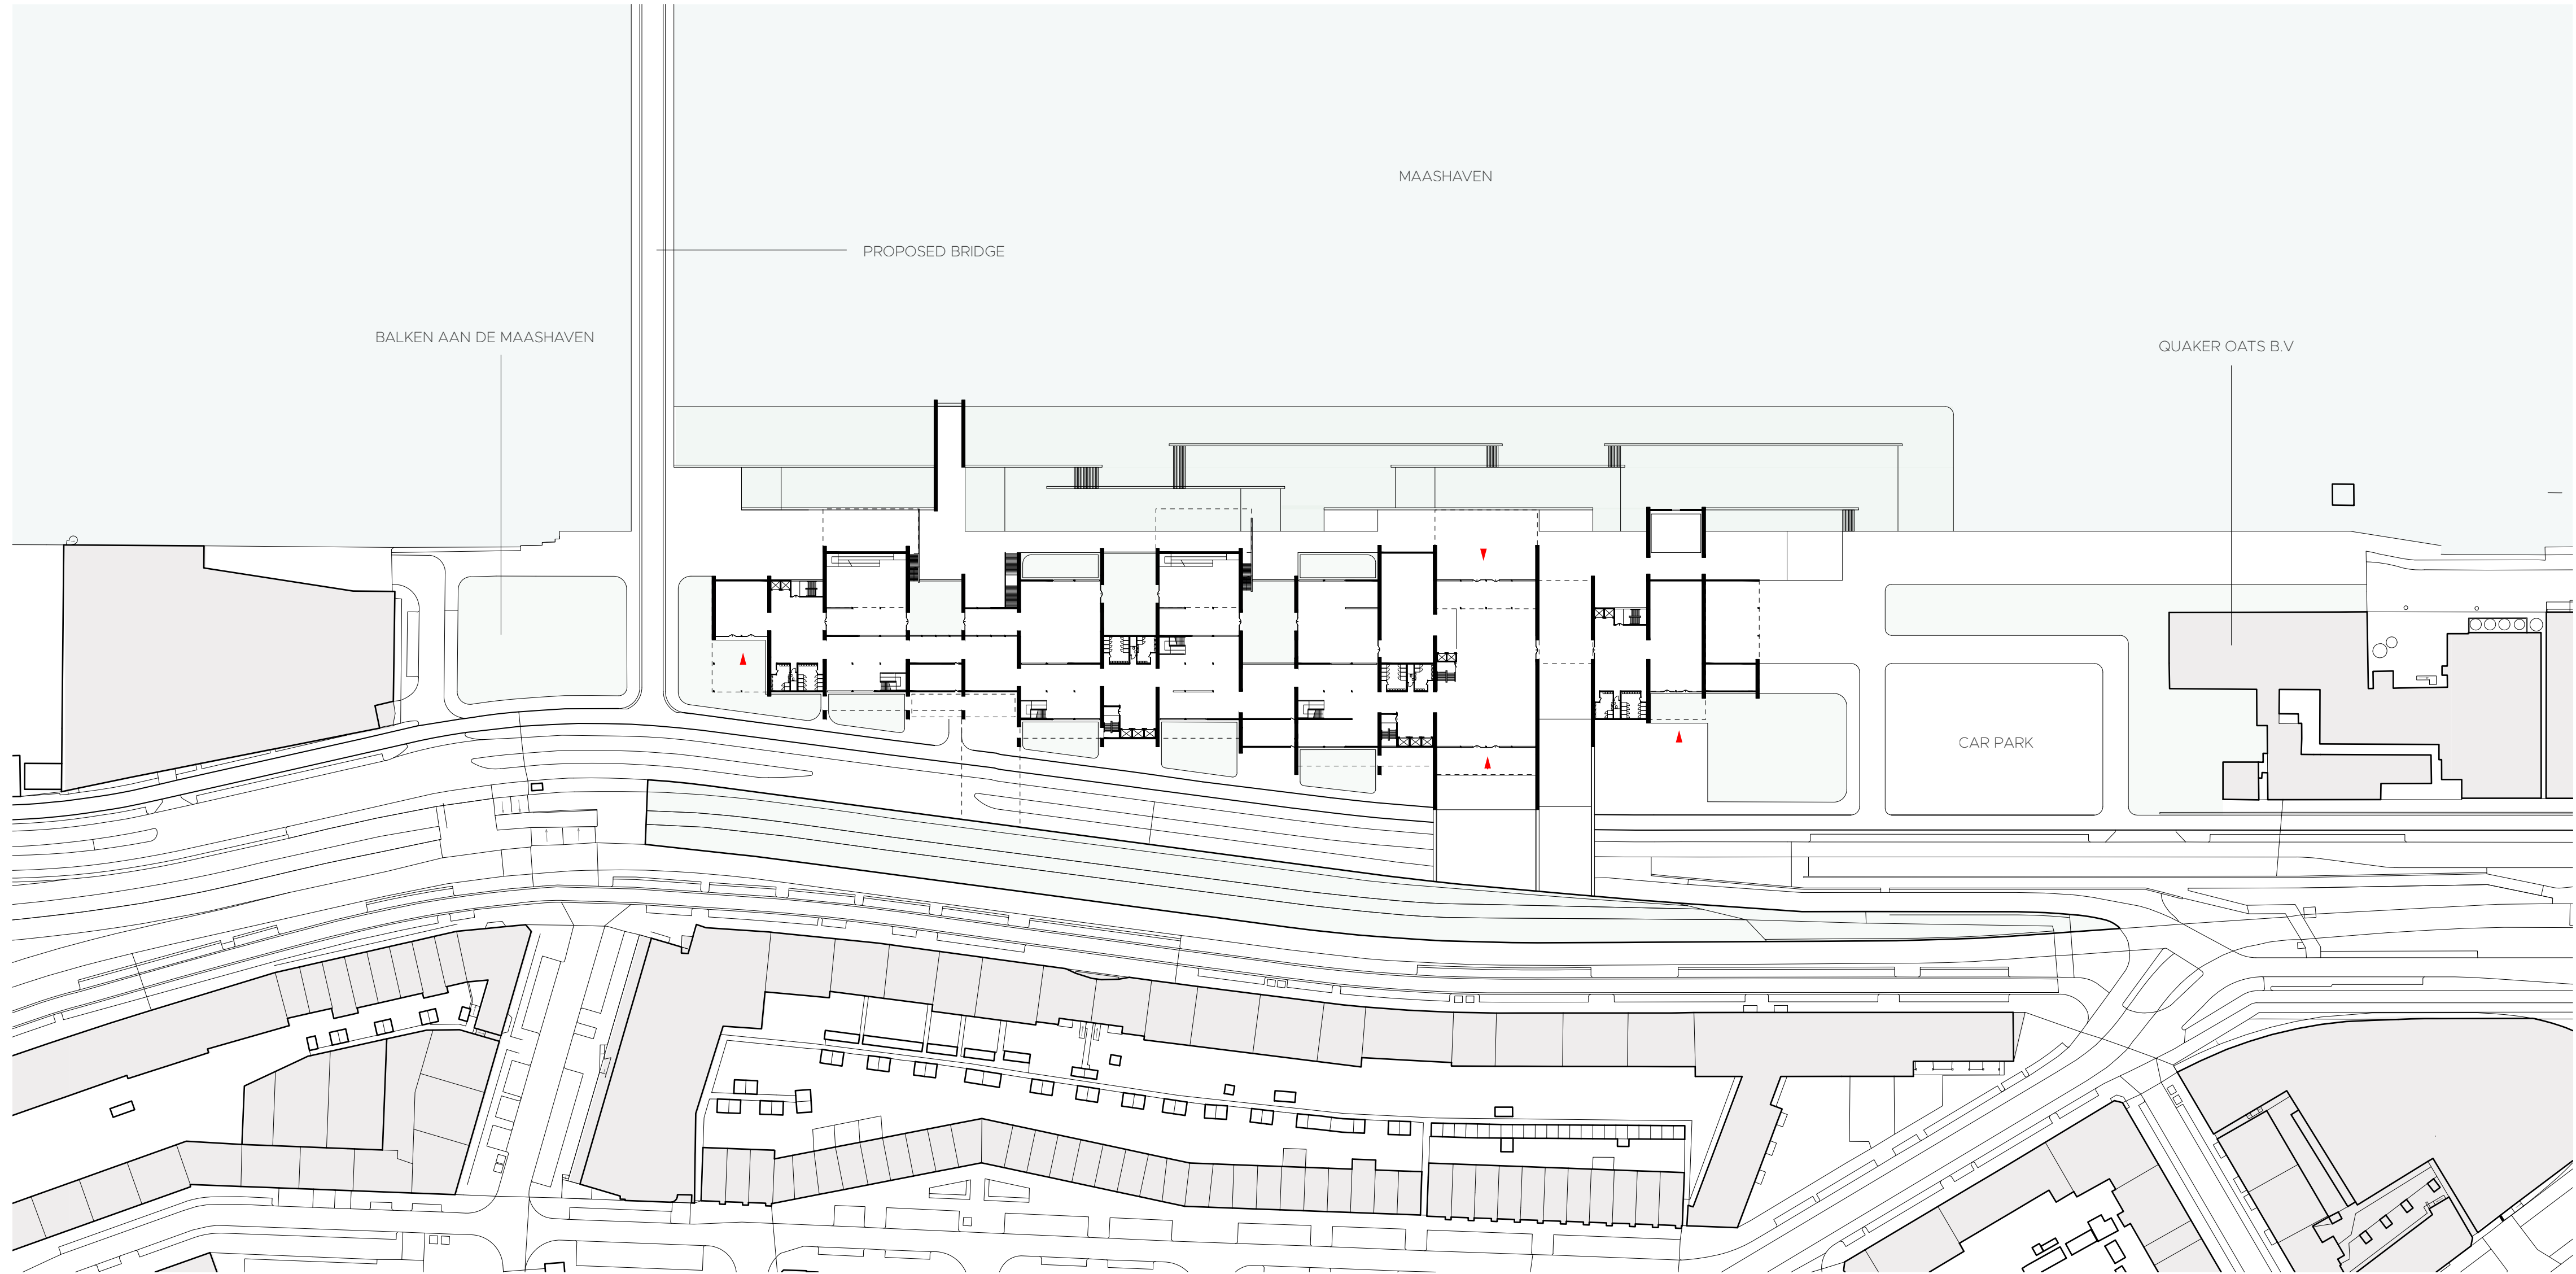 MAASHAVEN
PROPOSED BRIDGE
BALKEN AAN DE MAASHAVEN
QUAKER OATS B.V
CAR PARK